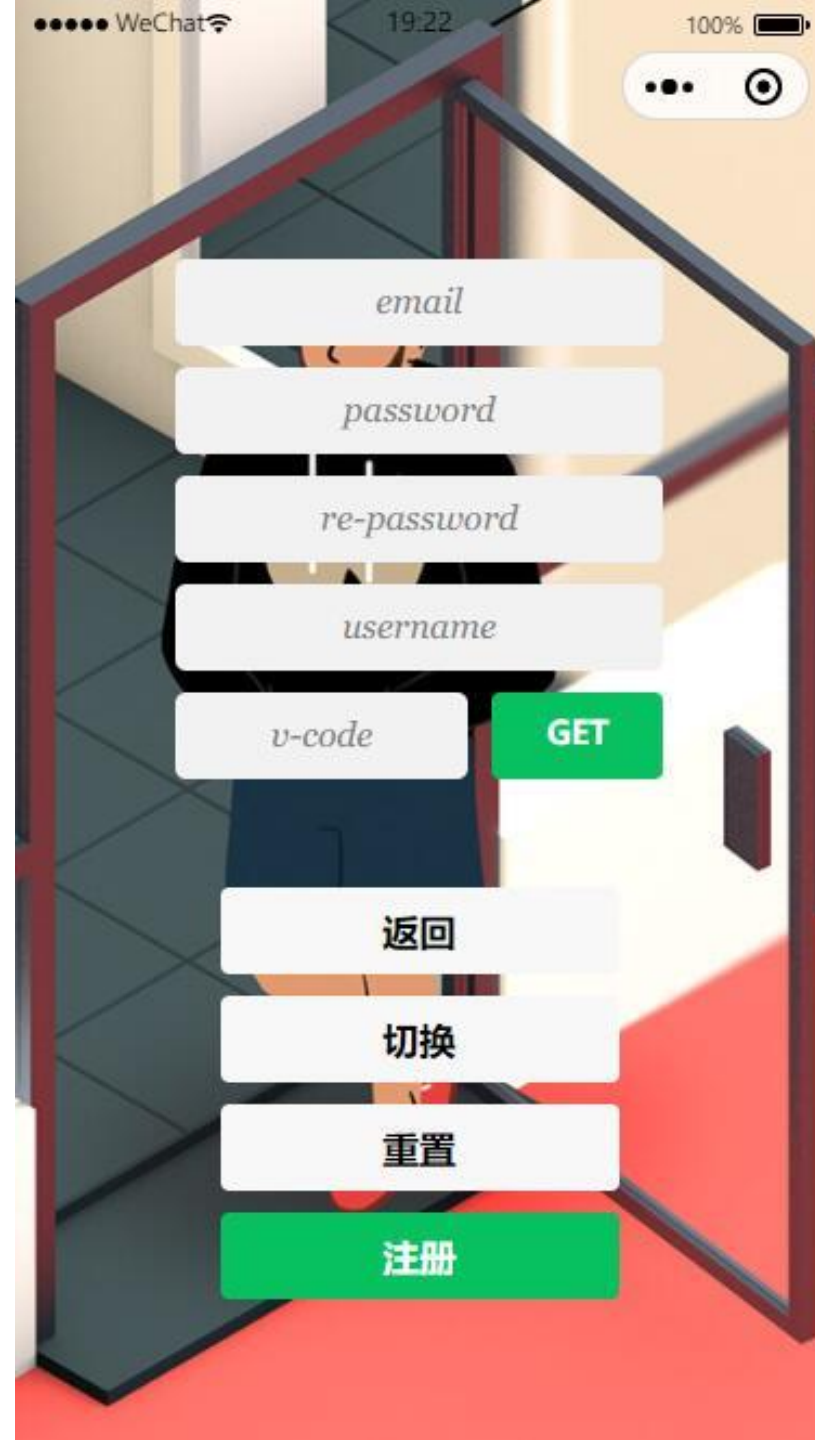 ●●●●● WeChat 19:22 100%
email
password
re-password
username
v-code GET
返回
切换
重置
注册